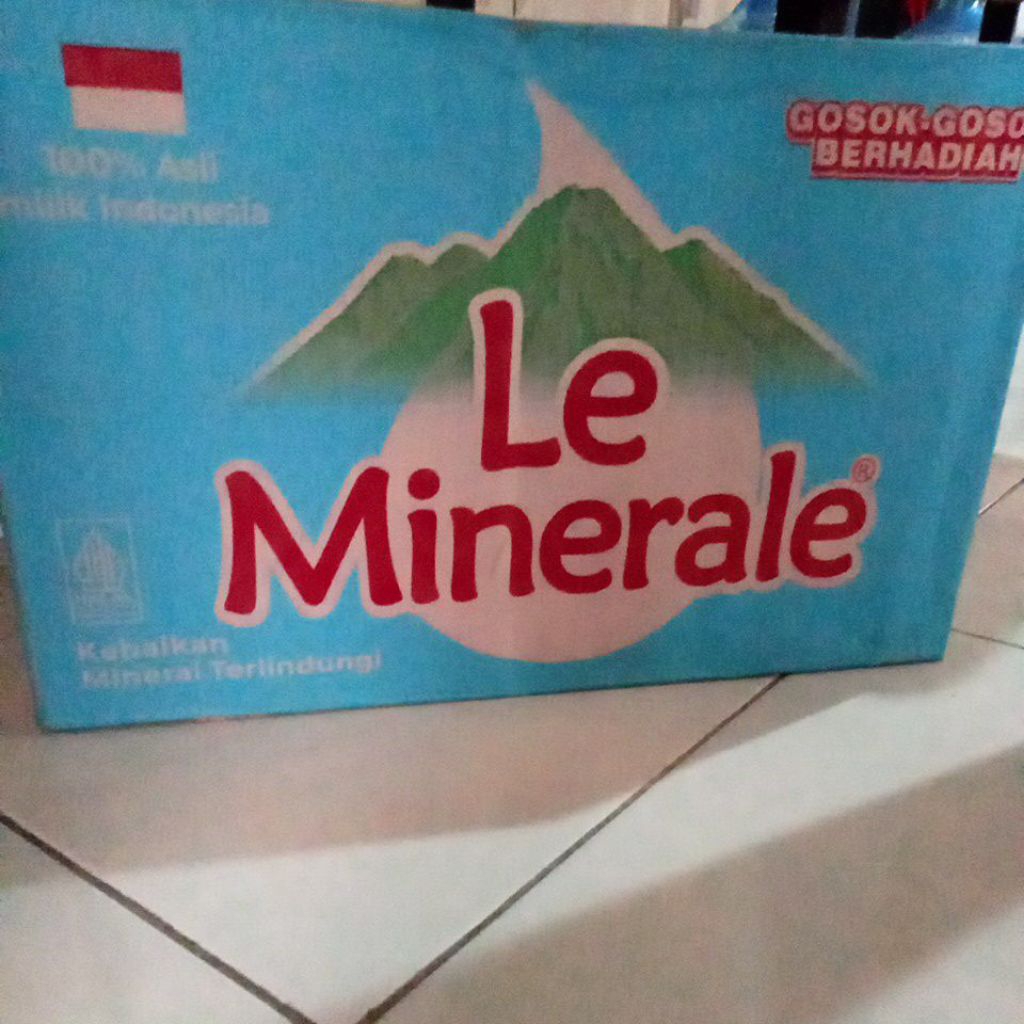 100% Asli
milik Indonesia
GOSOK-GOSO
BERHADIAH
Le
Minerale®
Kebaikan
Mineral Terlindungi